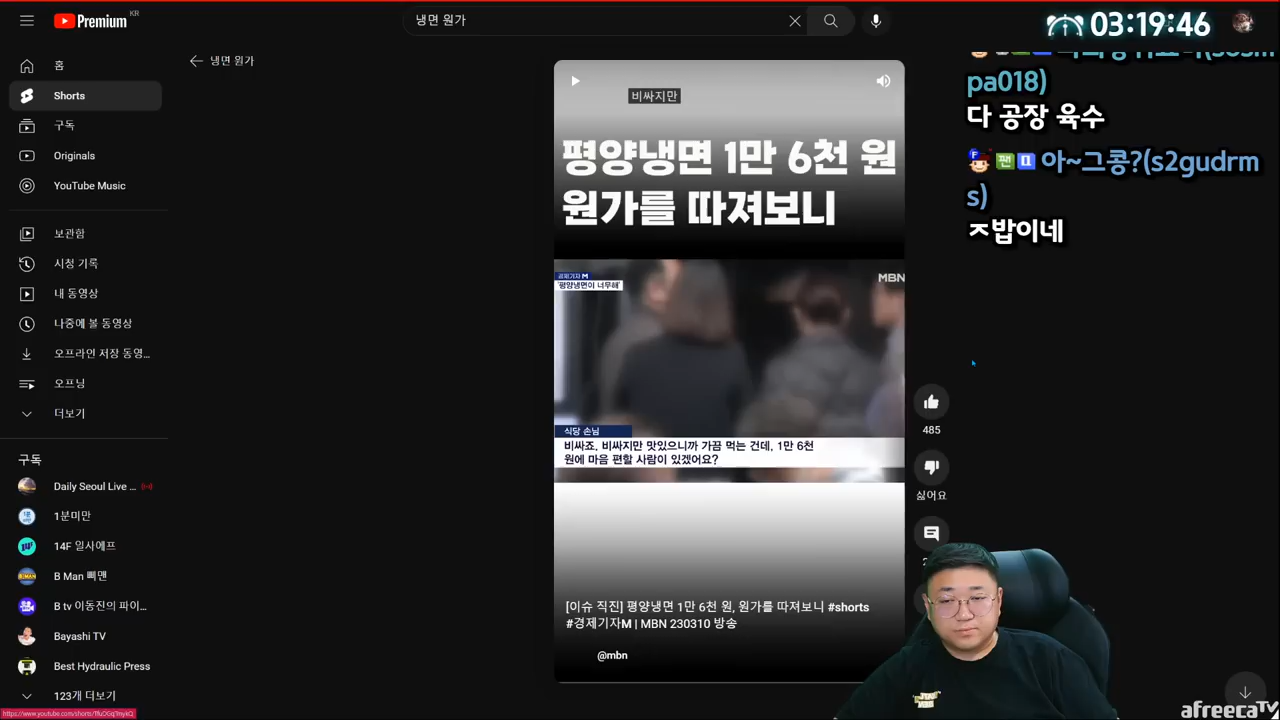 Premium KR
냉면 원가
03:19:46
홈
Shorts
구독
Originals
YouTube Music
보관함
시청 기록
내 동영상
나중에 볼 동영상
오프라인 저장 동영...
오프닝
더보기
구독
Daily Seoul Live ...
1분미만
14F 일사에프
B Man 삐맨
B tv 이동진의 파이...
Bayashi TV
Best Hydraulic Press
123개 더보기
냉면 원가
비싸지만
평양냉면 1만 6천 원
원가를 따져보니
경제기자M
'평양냉면이 너무해'
MBN
식당 손님
비싸죠. 비싸지만 맛있으니까 가끔 먹는 건데, 1만 6천
원에 마음 편할 사람이 있겠어요?
[이슈 직진] 평양냉면 1만 6천 원, 원가를 따져보니 #shorts
#경제기자M | MBN 230310 방송
@mbn
485
싫어요
pa018)
다 공장 육수
팬 아~그콩?(s2gudrm
s)
ㅈ밥이네
afreecaTV